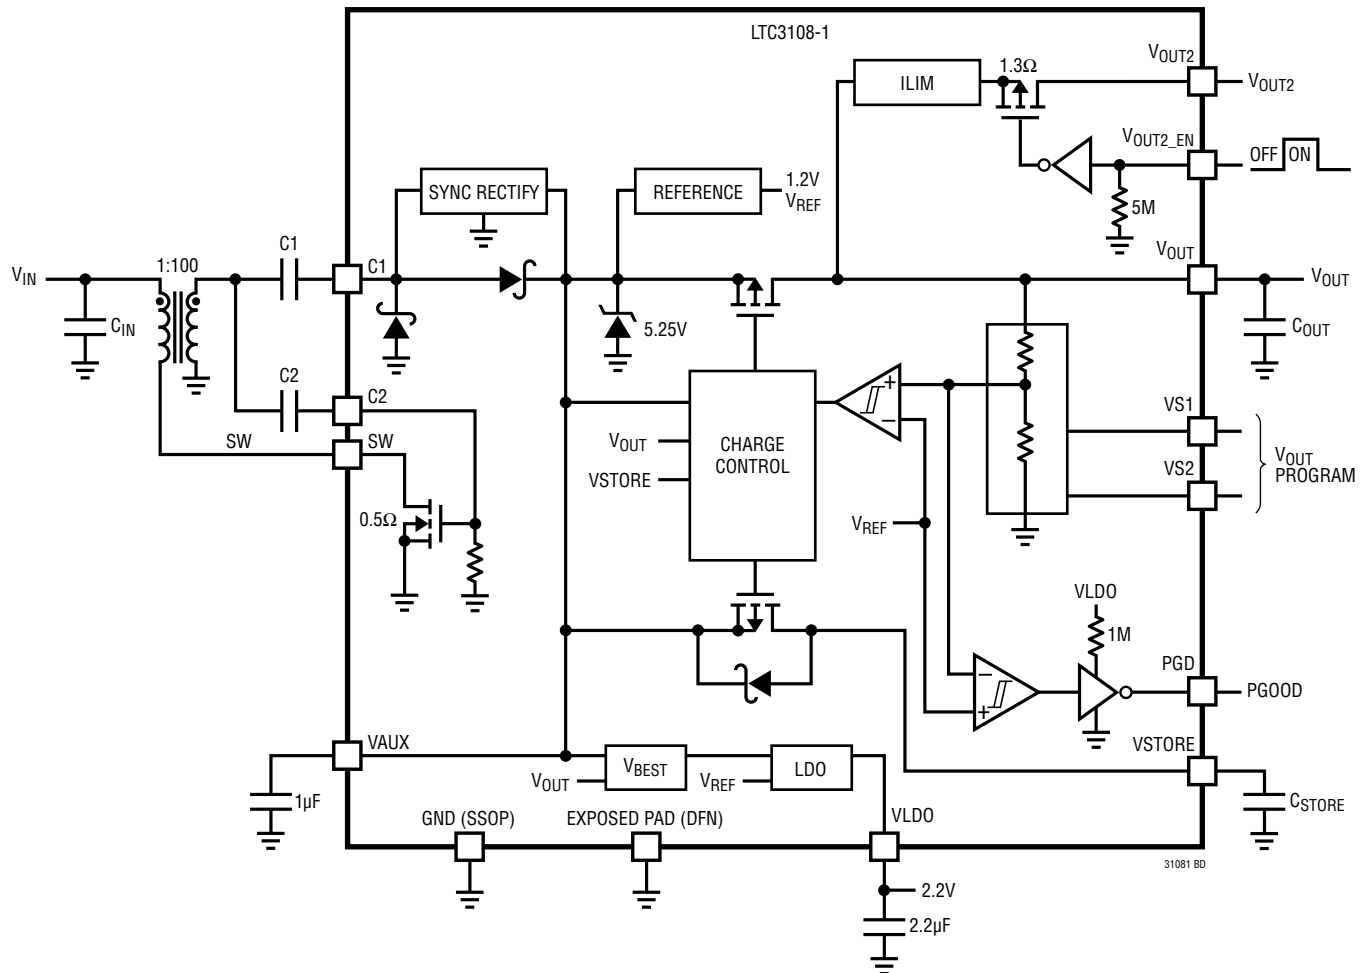 LTC3108-1
VOUT2
ILIM
1.3Ω
VOUT2
VOUT2_EN
OFF ON
SYNC RECTIFY
REFERENCE
1.2V
VREF
5M
VOUT
C1
1:100
C1
VIN
VOUT
CIN
5.25V
COUT
C2
C2
VS1
SW
SW
VOUT
CHARGE
CONTROL
VOUT
PROGRAM
VS2
VSTORE
0.5Ω
VREF
VLDO
1M
PGD
PGOOD
VAUX
VSTORE
VBEST
LDO
VOUT
VREF
1µF
CSTORE
GND (SSOP)
EXPOSED PAD (DFN)
VLDO
31081 BD
2.2V
2.2µF